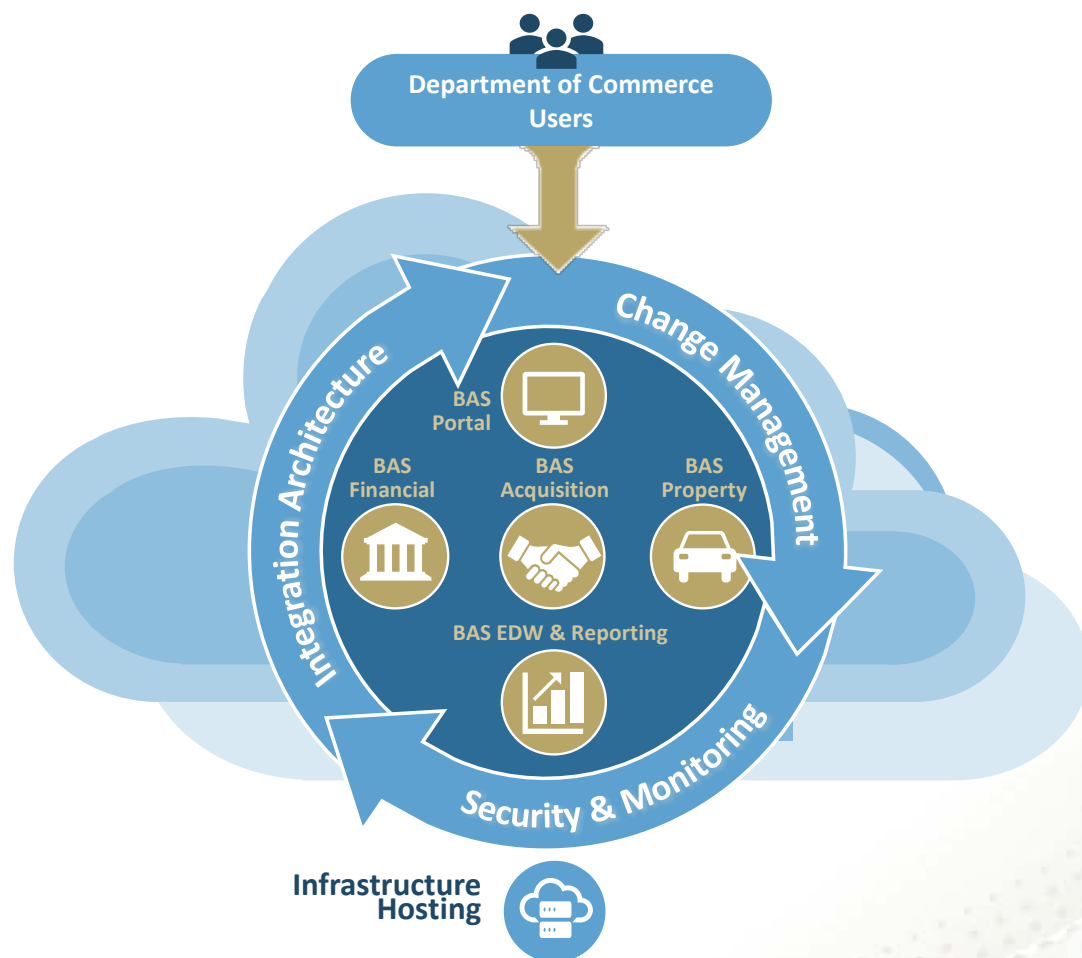 Department of Commerce
Users
Change Management
Integration Architecture
BAS
Portal
BAS
Financial
BAS
Acquisition
BAS
Property
BAS EDW & Reporting
Security & Monitoring
Infrastructure
Hosting